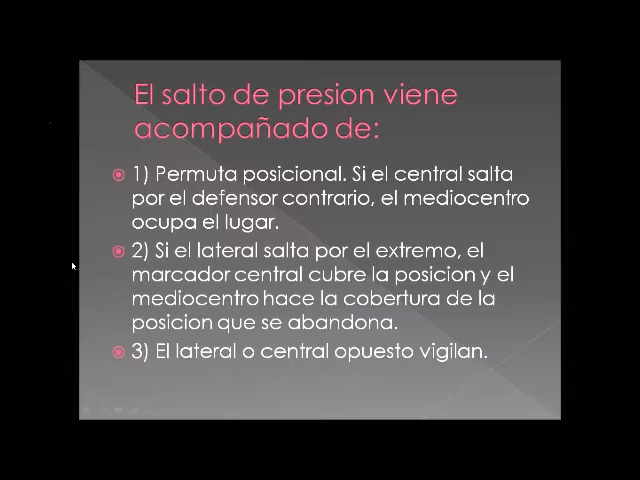 El salto de presion viene
acompañado de:
1) Permuta posicional. Si el central salta
por el defensor contrario, el mediocentro
ocupa el lugar.
2) Si el lateral salta por el extremo, el
marcador central cubre la posicion y el
mediocentro hace la cobertura de la
posicion que se abandona.
3) El lateral o central opuesto vigilan.